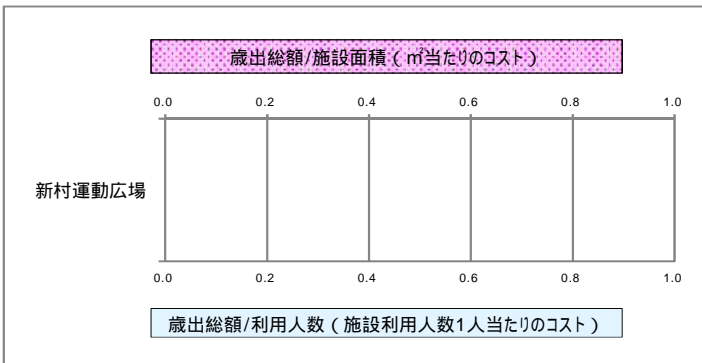 歳出総額/施設面積(㎡当たりのコスト)
0.0 0.2 0.4 0.6 0.8 1.0
新村運動広場
0.0 0.2 0.4 0.6 0.8 1.0
歳出総額/利用人数(施設利用人数1人当たりのコスト)